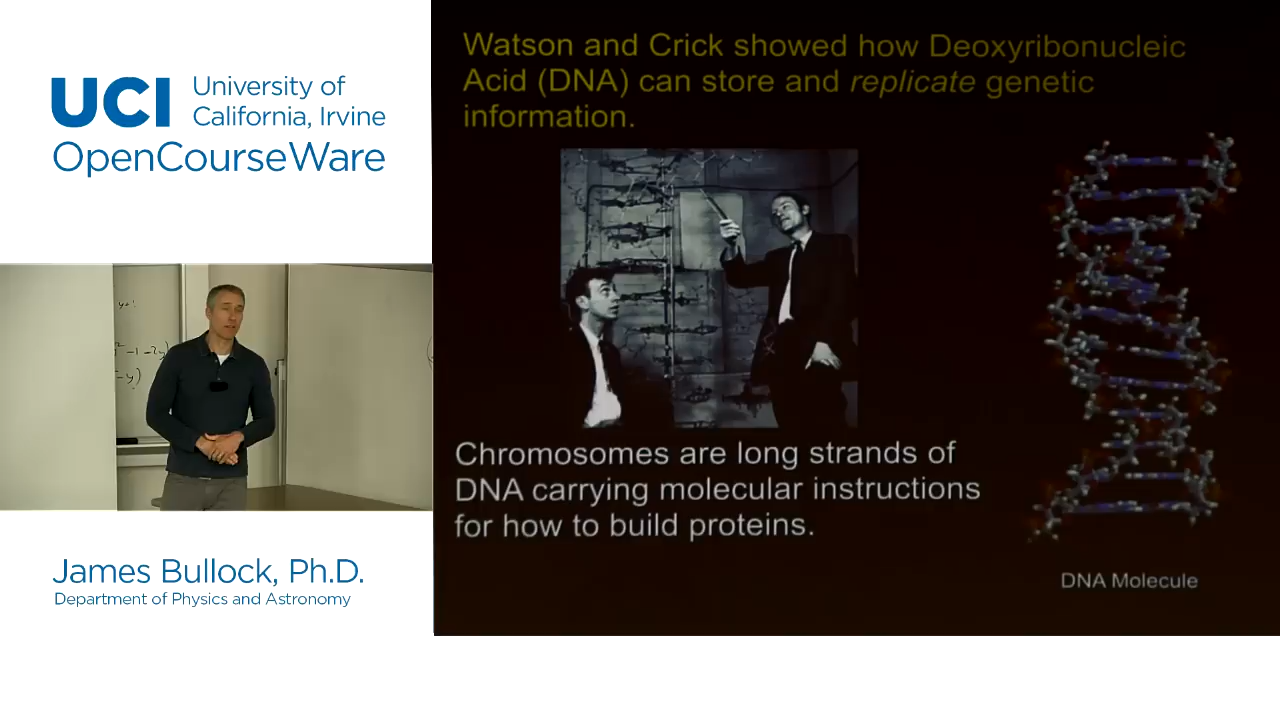 UCI University of
California, Irvine
OpenCourseWare
James Bullock, Ph.D.
Department of Physics and Astronomy
Watson and Crick showed how Deoxyribonucleic
Acid (DNA) can store and replicate genetic
information.
Chromosomes are long strands of
DNA carrying molecular instructions
for how to build proteins.
DNA Molecule